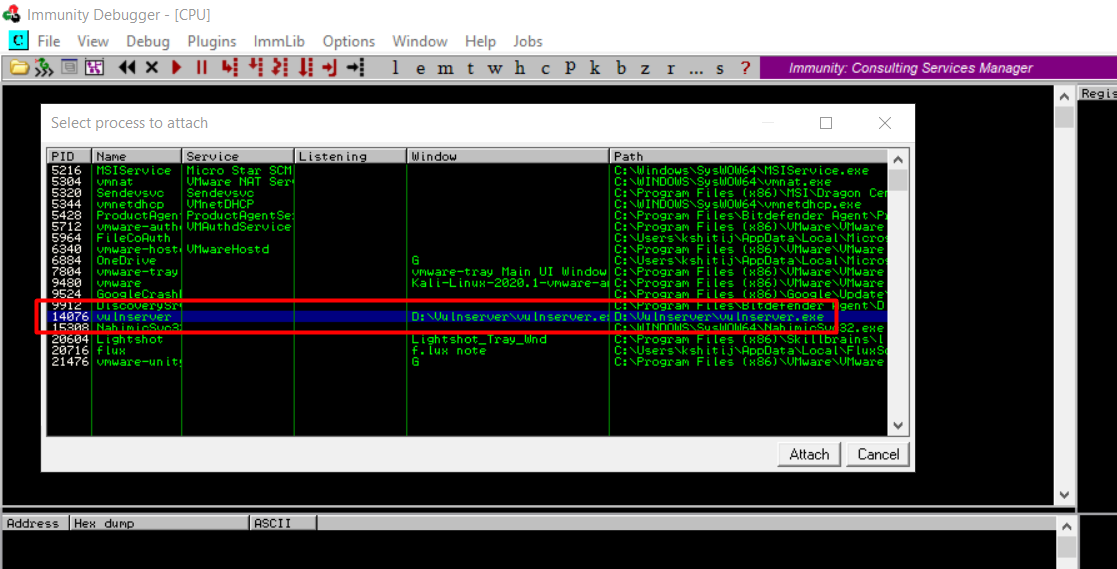 Immunity Debugger - [CPU]
C File View Debug Plugins ImmLib Options Window Help Jobs
l e m t w h c P k b z r ... s ? Immunity: Consulting Services Manager
Regis
Select process to attach
PID Name Service Listening Window Path
5216 MSIService Micro Star SCM C:\Windows\SysWOW64\MSIService.exe
5304 vmnat VMware NAT Ser C:\WINDOWS\SysWOW64\vmnat.exe
5320 Sendevsvc Sendevsvc C:\Program Files (x86)\MSI\Dragon Cen
5344 vmnetdhcp VMnetDHCP C:\WINDOWS\SysWOW64\vmnetdhcp.exe
5428 ProductAgen ProductAgentSe C:\Program Files\Bitdefender Agent\Pr
5712 vmware-auth VMAuthdService C:\Program Files (x86)\VMware\VMware
5964 FileCoAuth C:\Users\kshitij\AppData\Local\Micros
6340 vmware-host VMwareHostd C:\Program Files (x86)\VMware\VMware
6884 OneDrive G C:\Users\kshitij\AppData\Local\Micros
7804 vmware-tray vmware-tray Main UI Window C:\Program Files (x86)\VMware\VMware
9480 vmware Kali-Linux-2020.1-vmware-a C:\Program Files (x86)\VMware\VMware
9524 GoogleCrash C:\Program Files (x86)\Google\Update\
9912 DiscoverySr C:\Program Files\Bitdefender Agent\D
14076 vulnserver D:\Vulnserver\vulnserver.e D:\Vulnserver\vulnserver.exe
15308 NahimicSvc32 C:\WINDOWS\SysWOW64\NahimicSvc32.exe
20604 Lightshot Lightshot_Tray_Wnd C:\Program Files (x86)\Skillbrains\l
20716 flux f.lux note C:\Users\kshitij\AppData\Local\FluxSo
21476 vmware-unit G C:\Program Files (x86)\VMware\VMware
Attach Cancel
Address Hex dump ASCII